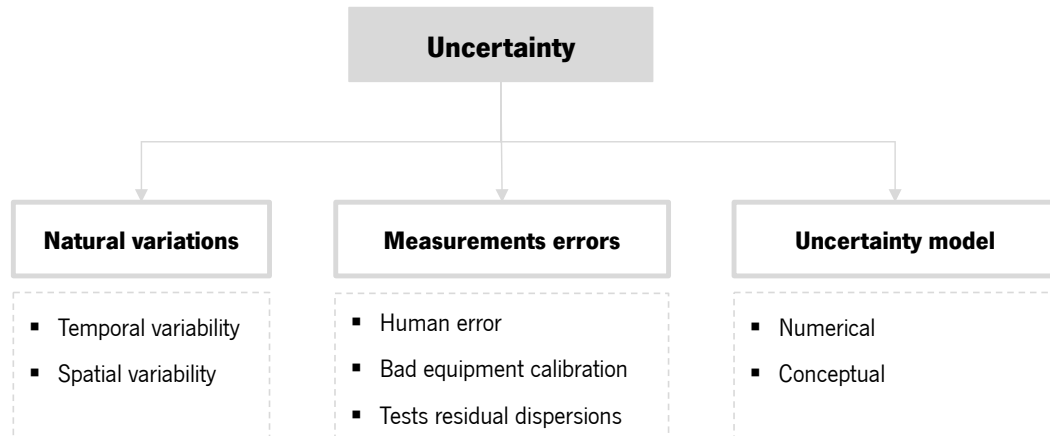 Uncertainty
Natural variations
Measurements errors
Uncertainty model
▪ Temporal variability
▪ Spatial variability
▪ Human error
▪ Bad equipment calibration
▪ Tests residual dispersions
▪ Numerical
▪ Conceptual